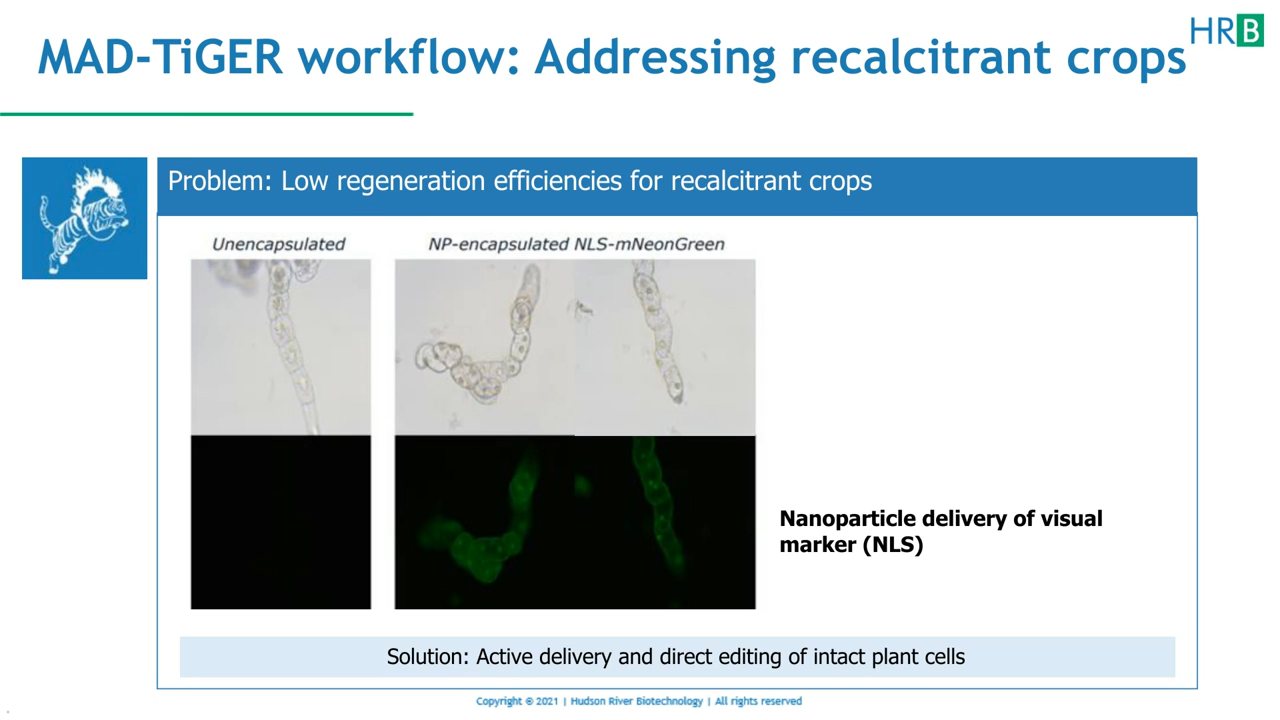 HRB
MAD-TiGER workflow: Addressing recalcitrant crops
Problem: Low regeneration efficiencies for recalcitrant crops
Unencapsulated
NP-encapsulated NLS-mNeonGreen
Nanoparticle delivery of visual
marker (NLS)
Solution: Active delivery and direct editing of intact plant cells
Copyright © 2021 | Hudson River Biotechnology | All rights reserved